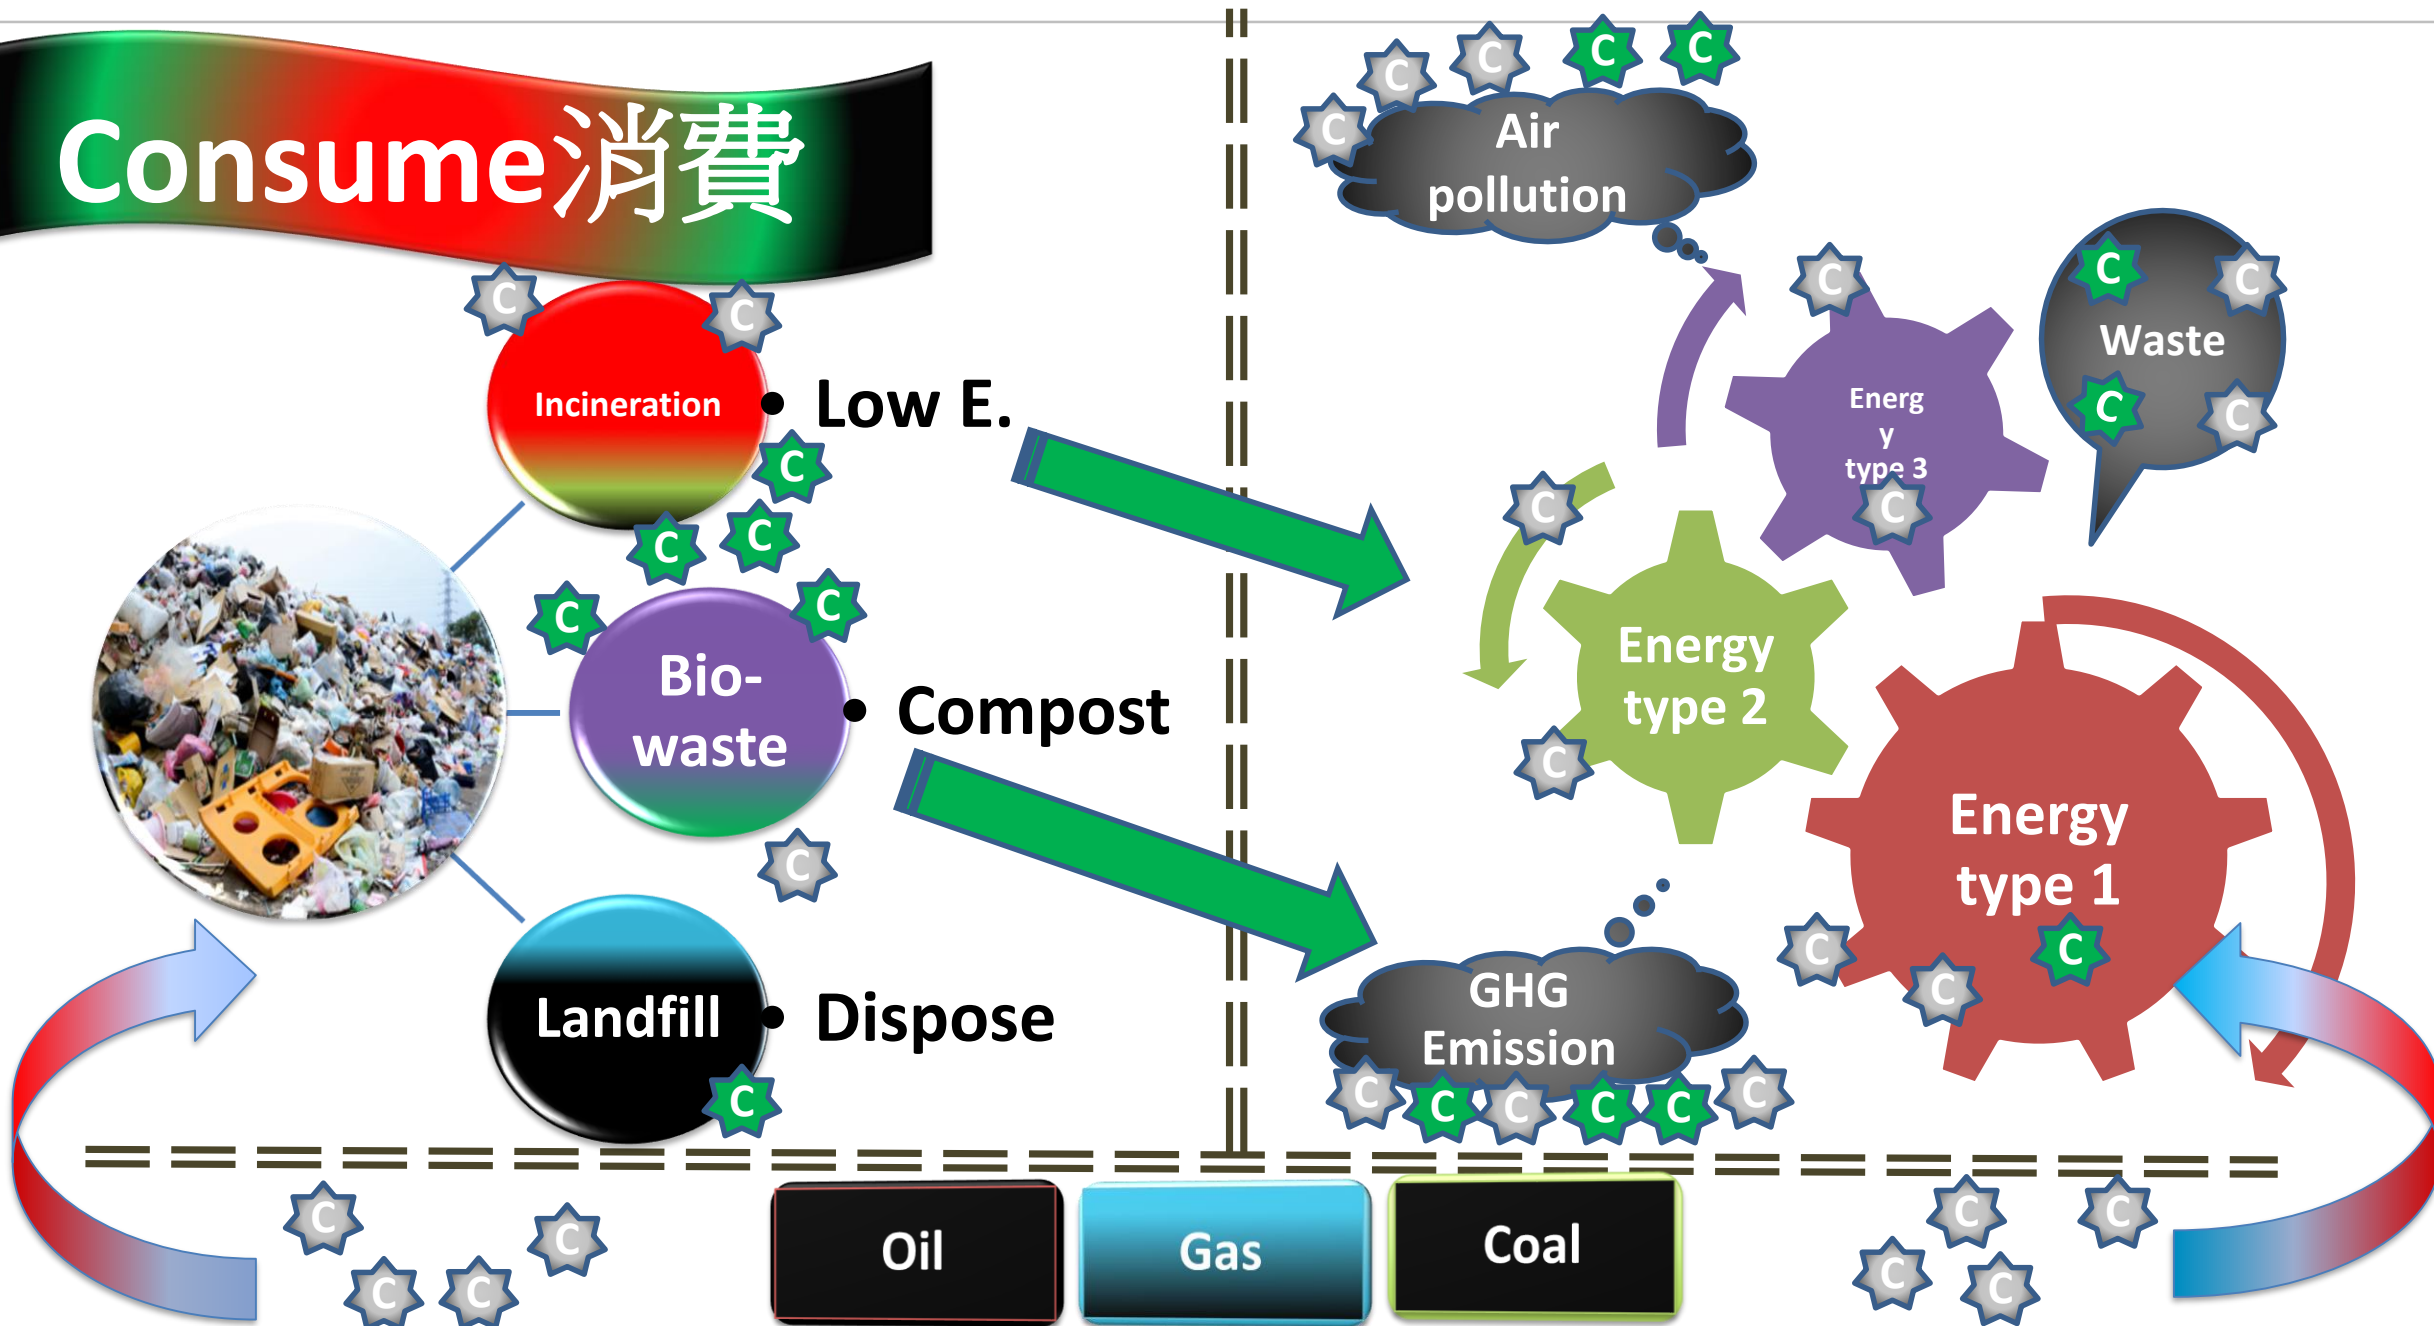 Consume消費
Incineration
• Low E.
Bio-
waste
• Compost
Landfill
• Dispose
C
C
C
C
C
C
C
C
C
Air
pollution
C
C
C
C
C
Waste
C
C
C
C
Energ
y
type 3
C
C
Energy
type 2
C
C
Energy
type 1
C
C
C
GHG
Emission
C
C
C
C
C
C
Oil
Gas
Coal
C
C
C
C
C
C
C
C